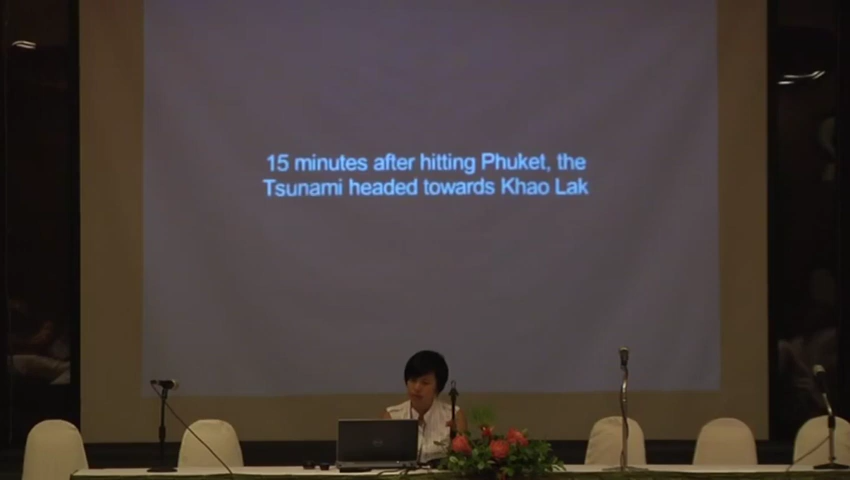 15 minutes after hitting Phuket, the
Tsunami headed towards Khao Lak